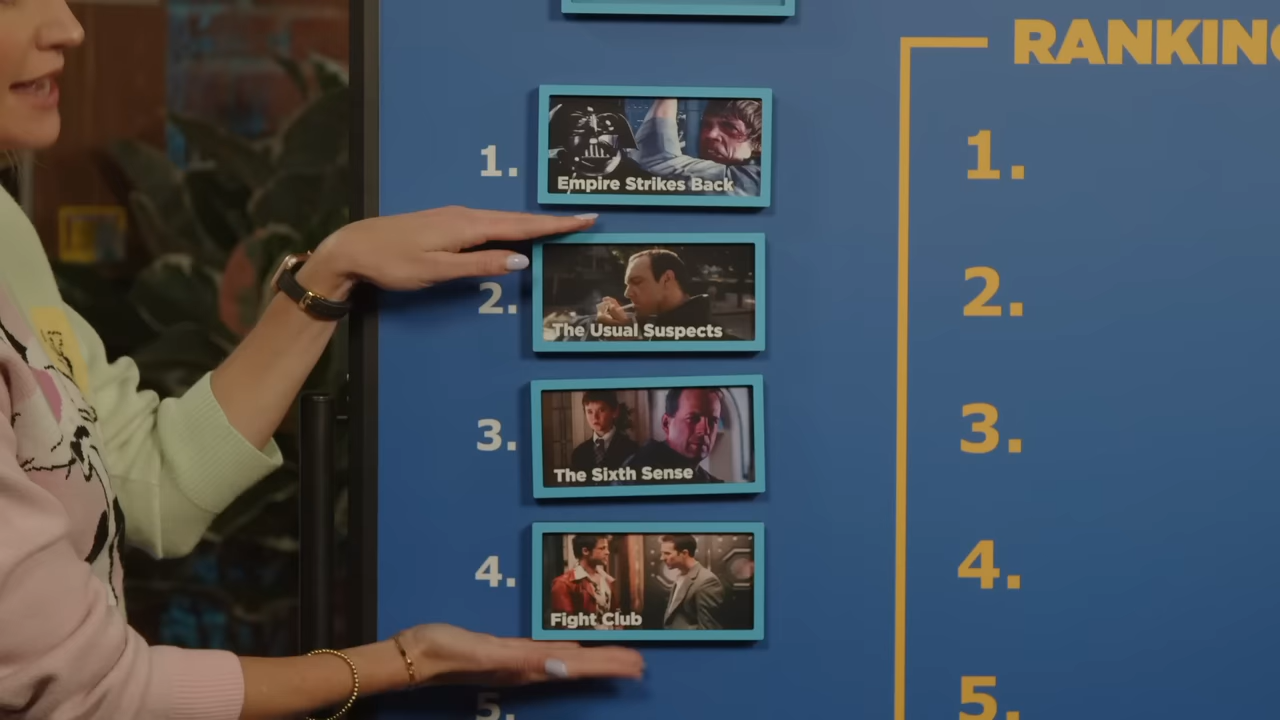 1.
Empire Strikes Back
2.
The Usual Suspects
3.
The Sixth Sense
4.
Fight Club
5.
RANKING
1.
2.
3.
4.
5.